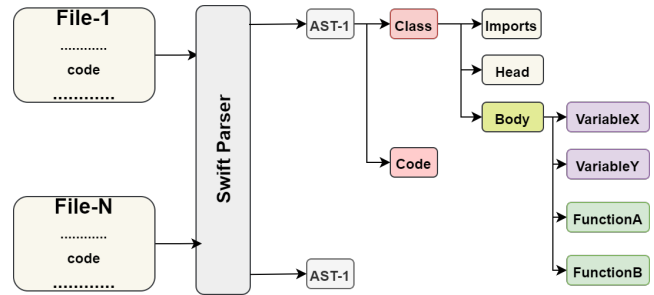 File-1
............
code
............
File-N
............
code
............
Swift Parser
AST-1
Class
Imports
Head
Body
VariableX
VariableY
FunctionA
FunctionB
Code
AST-1